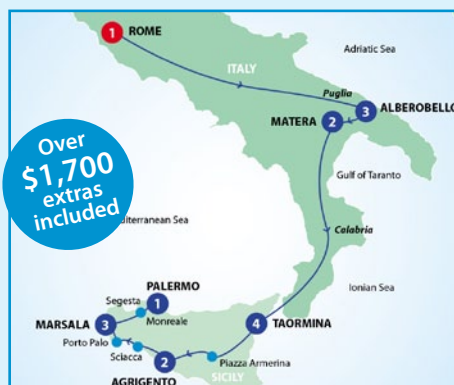 1 ROME
Adriatic Sea
ITALY
Puglia
3 ALBEROBELLO
MATERA 2
Over
$1,700
extras
included
Gulf of Taranto
diterranean Sea
Calabria
Ionian Sea
PALERMO
Segesta 1
MARSALA 3
Monreale
4 TAORMINA
Porto Palo
Sciacca
2 Piazza Armerina
AGRIGENTO
SICILY